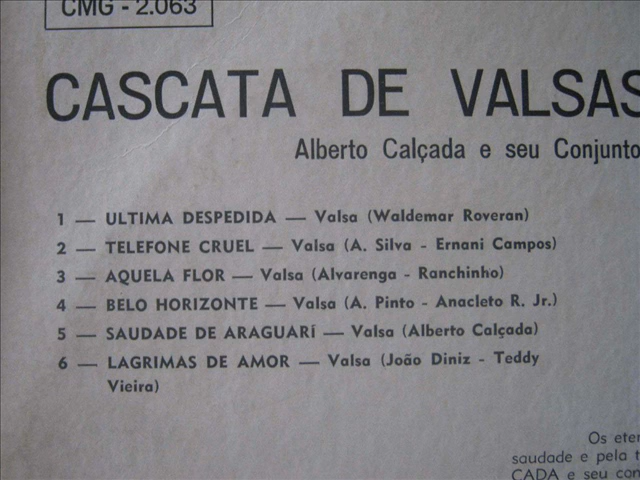 CMG - 2.063
CASCATA DE VALSAS
Alberto Calçada e seu Conjunto
1 — ULTIMA DESPEDIDA — Valsa (Waldemar Roveran)
2 — TELEFONE CRUEL — Valsa (A. Silva - Ernani Campos)
3 — AQUELA FLOR — Valsa (Alvarenga - Ranchinho)
4 — BELO HORIZONTE — Valsa (A. Pinto - Anacleto R. Jr.)
5 — SAUDADE DE ARAGUARÍ — Valsa (Alberto Calçada)
6 — LAGRIMAS DE AMOR — Valsa (João Diniz - Teddy
Vieira)
Os eter
saudade e pela t
CADA e seu con